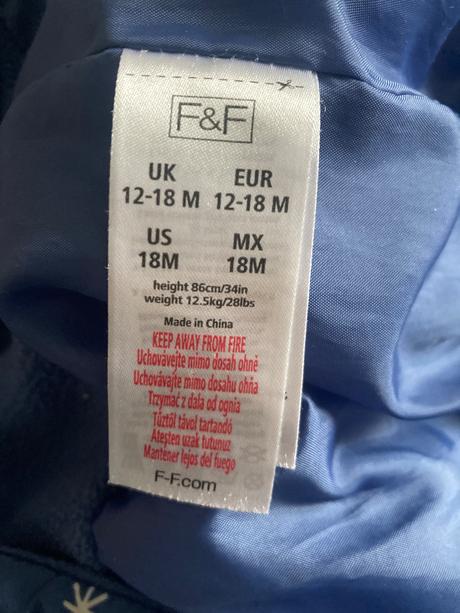 F&F
UK EUR
12-18 M 12-18 M
US MX
18M 18M
height 86cm/34in
weight 12.5kg/28lbs
Made in China
KEEP AWAY FROM FIRE
Uchovávejte mimo dosah ohně
Uchovávajte mimo dosahu ohňa
Trzymać z dala od ognia
Tűztől távol tartandó
Ateşten uzak tutunuz
Mantener lejos del fuego
F-F.com